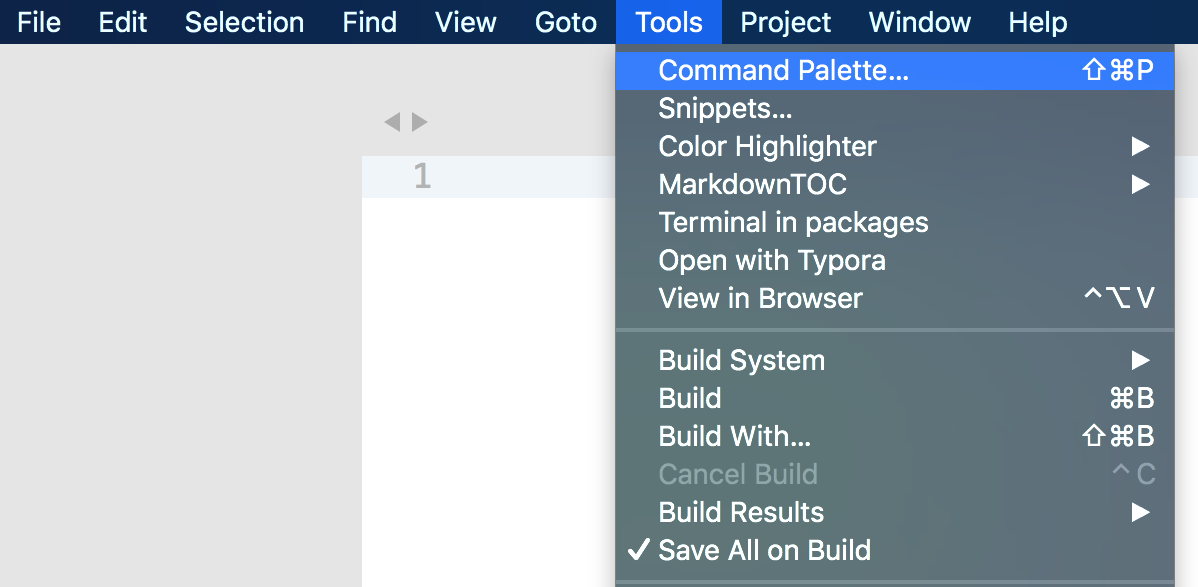 File Edit Selection Find View Goto Tools Project Window Help
Command Palette... ⇧⌘P
Snippets...
Color Highlighter ▶
MarkdownTOC ▶
Terminal in packages
Open with Typora
View in Browser ^⌥V
Build System ▶
Build ⌘B
Build With... ⇧⌘B
Cancel Build ^C
Build Results ▶
✓ Save All on Build
1